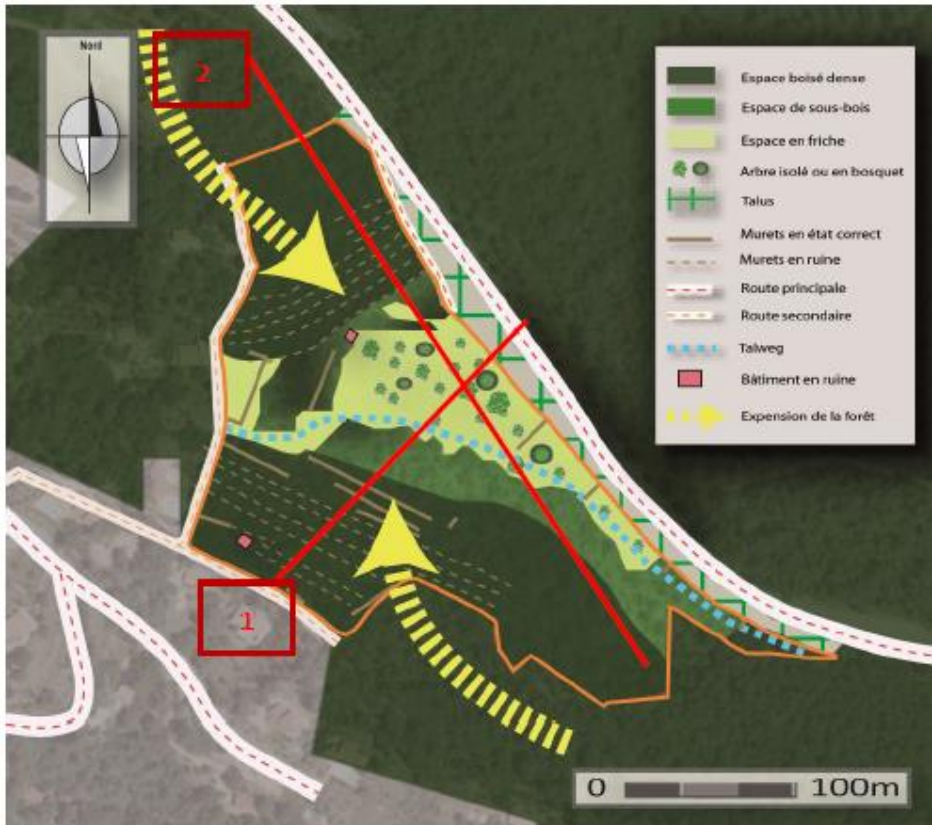 Nord
2
Espace boisé dense
Espace de sous-bois
Espace en friche
Arbre isolé ou en bosquet
Talus
Murets en état correct
Murets en ruine
Route principale
Route secondaire
Talweg
Bâtiment en ruine
Expension de la forêt
1
0 100m